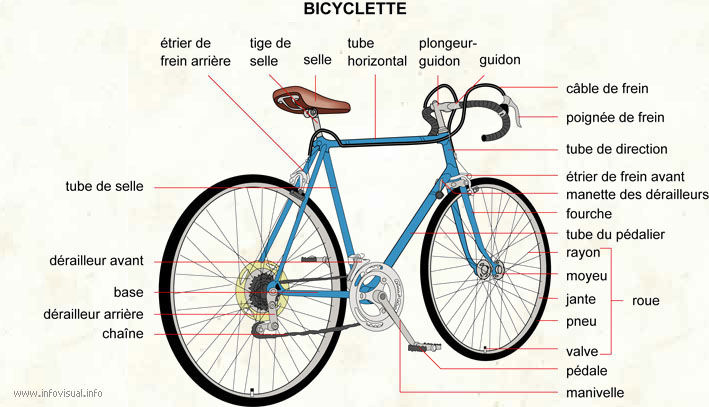 BICYCLETTE
étrier de
frein arrière
tige de
selle
selle
tube
horizontal
plongeur-
guidon
guidon
câble de frein
poignée de frein
tube de direction
étrier de frein avant
manette des dérailleurs
fourche
tube du pédalier
rayon
moyeu
jante
roue
pneu
valve
pédale
manivelle
tube de selle
dérailleur avant
base
dérailleur arrière
chaîne
www.infovisual.info